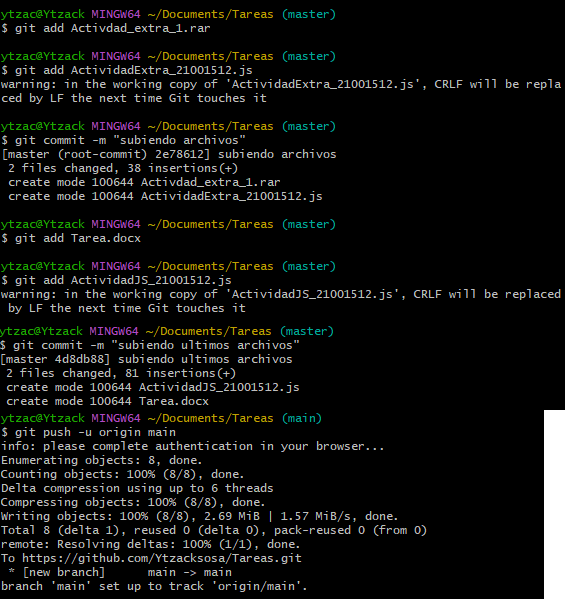 ytzac@Ytzack MINGW64 ~/Documents/Tareas (master)
$ git add Activdad_extra_1.rar
ytzac@Ytzack MINGW64 ~/Documents/Tareas (master)
$ git add ActividadExtra_21001512.js
warning: in the working copy of 'ActividadExtra_21001512.js', CRLF will be repla
ced by LF the next time Git touches it
ytzac@Ytzack MINGW64 ~/Documents/Tareas (master)
$ git commit -m "subiendo archivos"
[master (root-commit) 2e78612] subiendo archivos
 2 files changed, 38 insertions(+)
 create mode 100644 Activdad_extra_1.rar
 create mode 100644 ActividadExtra_21001512.js
ytzac@Ytzack MINGW64 ~/Documents/Tareas (master)
$ git add Tarea.docx
ytzac@Ytzack MINGW64 ~/Documents/Tareas (master)
$ git add ActividadJS_21001512.js
warning: in the working copy of 'ActividadJS_21001512.js', CRLF will be replaced
 by LF the next time Git touches it
ytzac@Ytzack MINGW64 ~/Documents/Tareas (master)
$ git commit -m "subiendo ultimos archivos"
[master 4d8db88] subiendo ultimos archivos
 2 files changed, 81 insertions(+)
 create mode 100644 ActividadJS_21001512.js
 create mode 100644 Tarea.docx
ytzac@Ytzack MINGW64 ~/Documents/Tareas (main)
$ git push -u origin main
info: please complete authentication in your browser...
Enumerating objects: 8, done.
Counting objects: 100% (8/8), done.
Delta compression using up to 6 threads
Compressing objects: 100% (8/8), done.
Writing objects: 100% (8/8), 2.69 MiB | 1.57 MiB/s, done.
Total 8 (delta 1), reused 0 (delta 0), pack-reused 0 (from 0)
remote: Resolving deltas: 100% (1/1), done.
To https://github.com/Ytzacksosa/Tareas.git
 * [new branch]      main -> main
branch 'main' set up to track 'origin/main'.